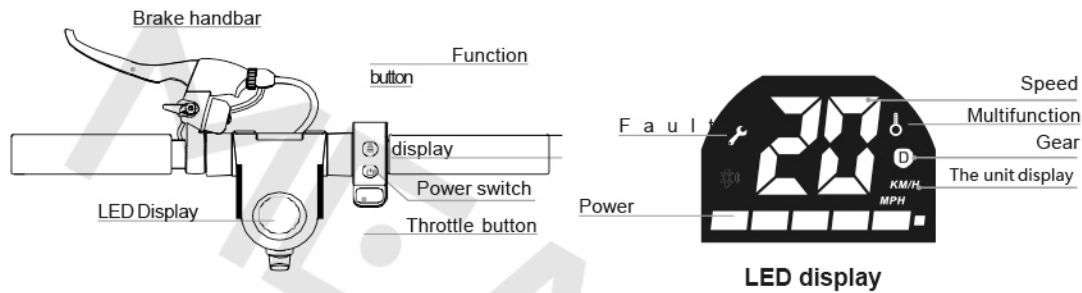 Brake handbar
Function
button
display
Power switch
LED Display
Throttle button
Speed
Fault
Multifunction
Gear
D
The unit display
KM/H
MPH
Power
20
LED display